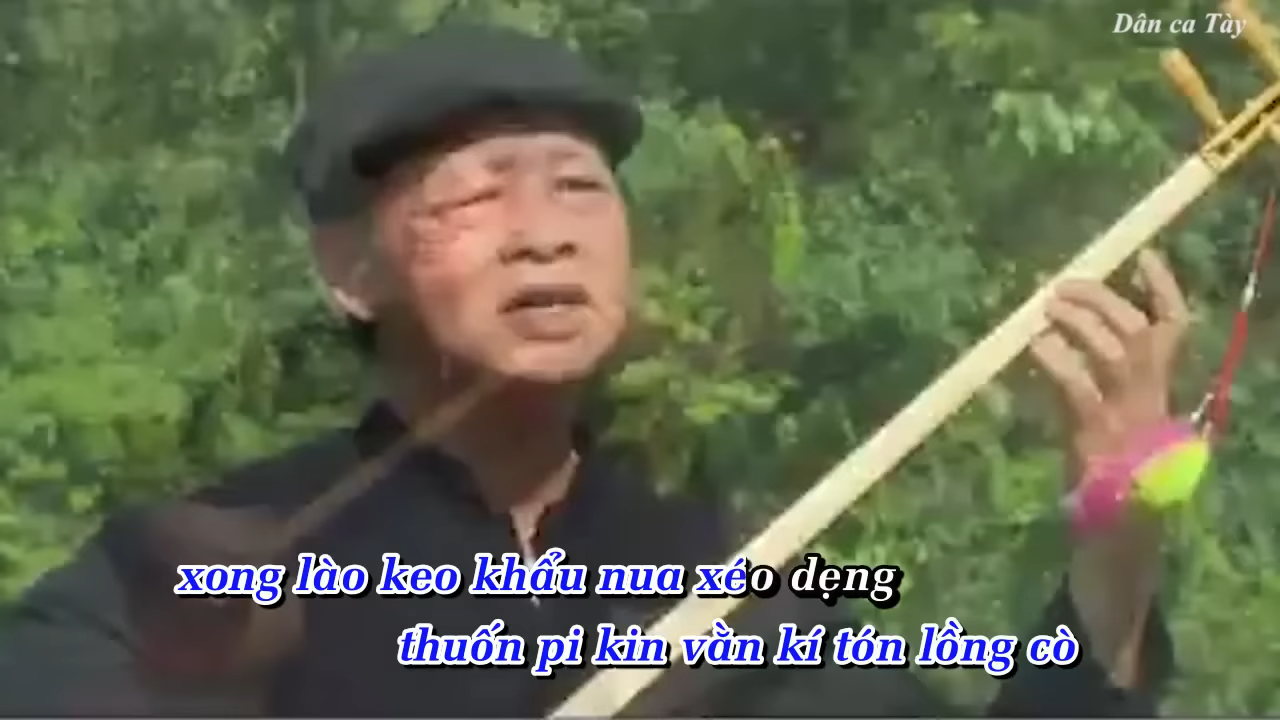 Dân ca Tày
xong lào keo khẩu nua xéo dẹng
thuốn pi kin vằn kí tón lồng cò